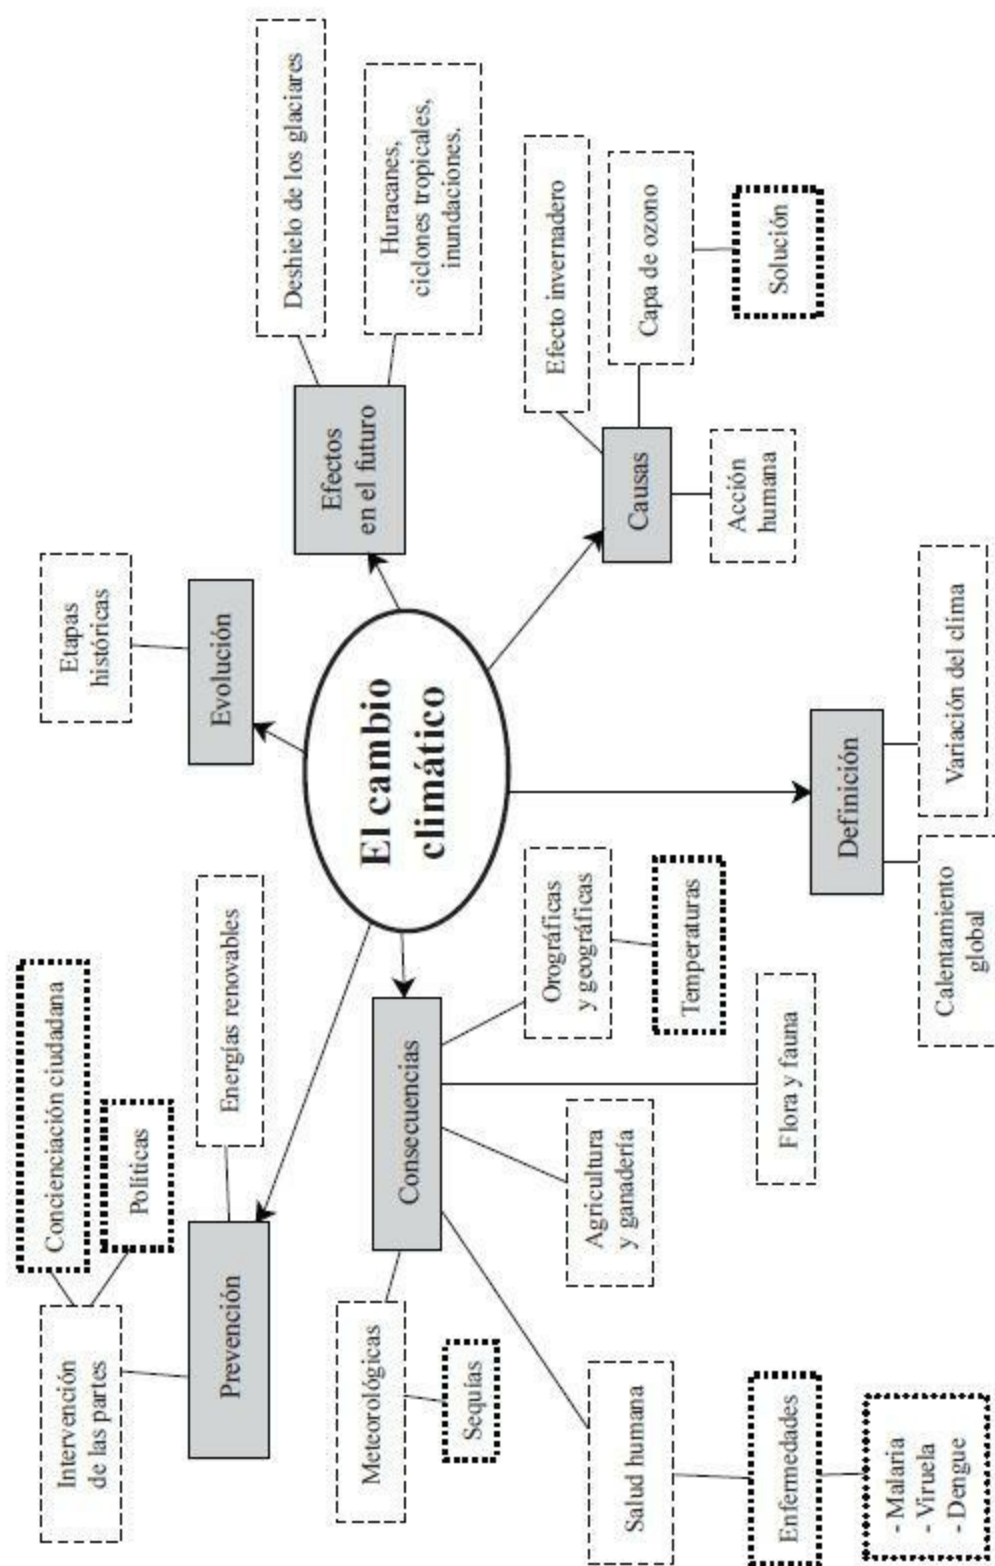 Concienciación ciudadana
Políticas
Intervención
de las partes
Energías renovables
Prevención
Etapas
históricas
Evolución
Deshielo de los glaciares
Huracanes,
ciclones tropicales,
inundaciones.
Efectos
en el futuro
El cambio
climático
Meteorológicas
Sequías
Consecuencias
Salud humana
Enfermedades
- Malaria
- Viruela
- Dengue
Agricultura
y ganadería
Flora y fauna
Orográficas
y geográficas
Temperaturas
Efecto invernadero
Capa de ozono
Solución
Causas
Acción
humana
Definición
Calentamiento
global
Variación del clima